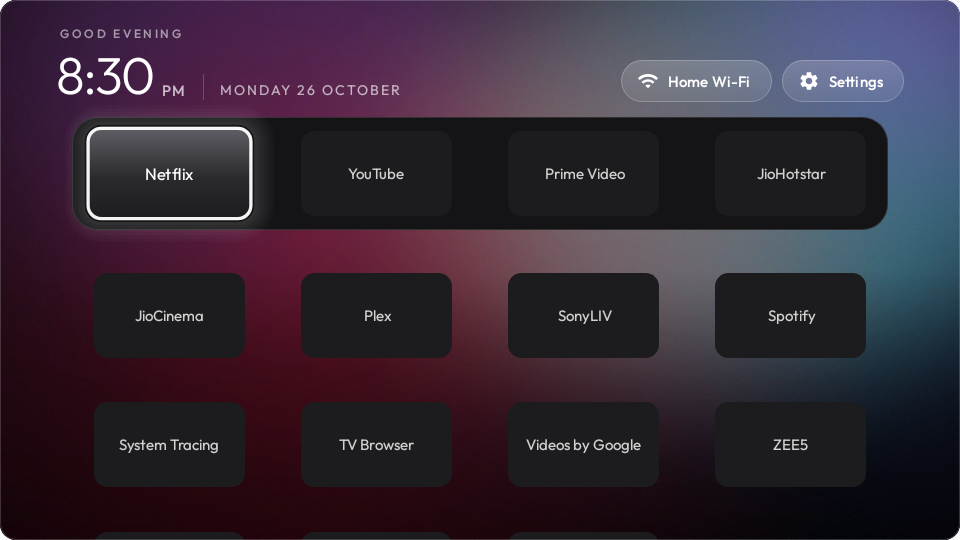 GOOD EVENING
8:30 PM
MONDAY 26 OCTOBER
Home Wi-Fi
Settings
Netflix
YouTube
Prime Video
JioHotstar
JioCinema
Plex
SonyLIV
Spotify
System Tracing
TV Browser
Videos by Google
ZEE5